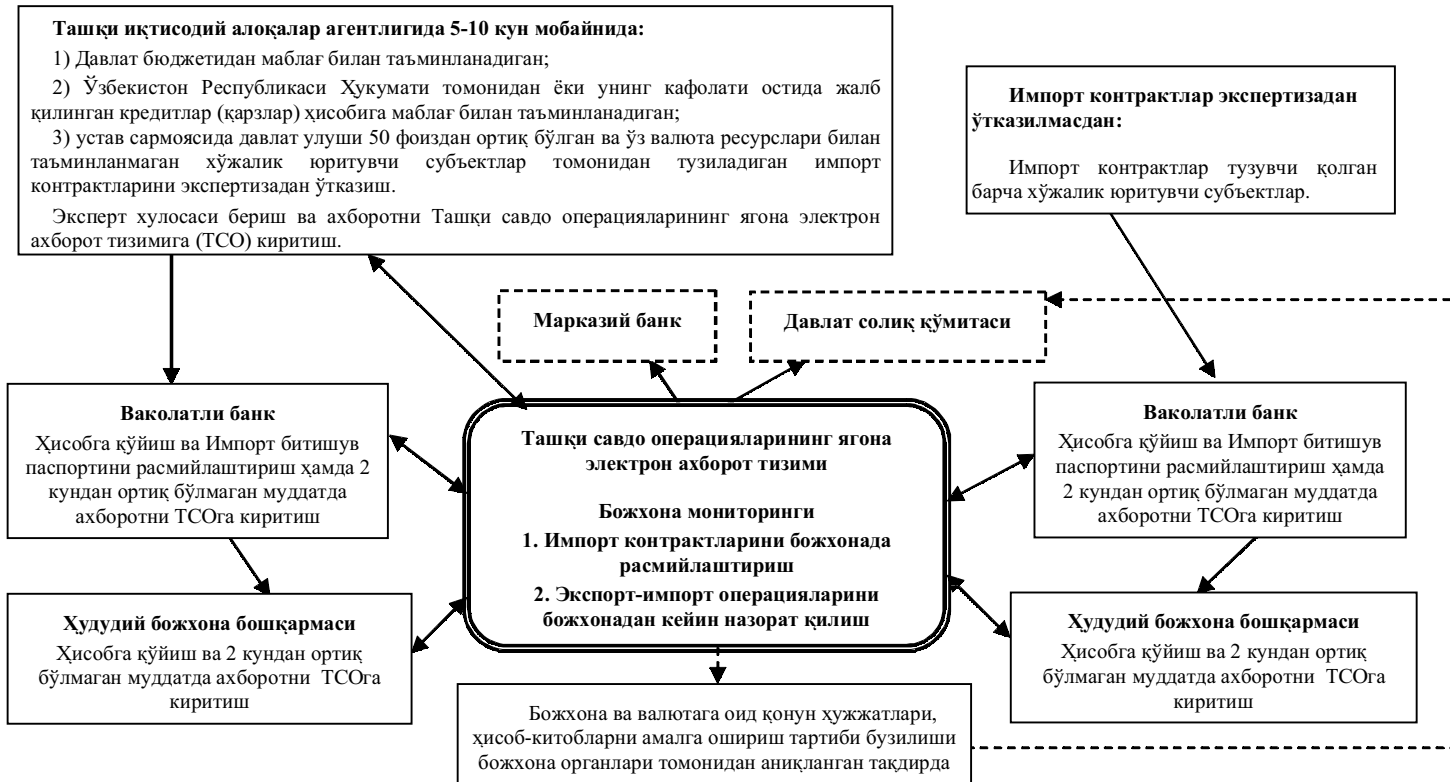 Ташқи иқтисодий алоқалар агентлигида 5-10 кун мобайнида:
1) Давлат бюджетидан маблағ билан таъминланадиган;
2) Ўзбекистон Республикаси Ҳукумати томонидан ёки унинг кафолати остида жалб
қилинган кредитлар (қарзлар) ҳисобига маблағ билан таъминланадиган;
3) устав сармоясида давлат улуши 50 фоиздан ортиқ бўлган ва ўз валюта ресурслари билан
таъминланмаган хўжалик юритувчи субъектлар томонидан тузиладиган импорт
контрактларини экспертизадан ўтказиш.
Эксперт хулосаси бериш ва ахборотни Ташқи савдо операцияларининг ягона электрон
ахборот тизимига (ТСО) киритиш.
Импорт контрактлар экспертизадан
ўтказилмасдан:
Импорт контрактлар тузувчи қолган
барча хўжалик юритувчи субъектлар.
Марказий банк
Давлат солиқ қўмитаси
Ваколатли банк
Ҳисобга қўйиш ва Импорт битишув
паспортини расмийлаштириш ҳамда 2
кундан ортиқ бўлмаган муддатда
ахборотни ТСОга киритиш
Ташқи савдо операцияларининг ягона
электрон ахборот тизими
Божхона мониторинги
1. Импорт контрактларини божхонада
расмийлаштириш
2. Экспорт-импорт операцияларини
божхонадан кейин назорат қилиш
Ваколатли банк
Ҳисобга қўйиш ва Импорт битишув
паспортини расмийлаштириш ҳамда
2 кундан ортиқ бўлмаган муддатда
ахборотни ТСОга киритиш
Ҳудудий божхона бошқармаси
Ҳисобга қўйиш ва 2 кундан ортиқ
бўлмаган муддатда ахборотни ТСОга
киритиш
Ҳудудий божхона бошқармаси
Ҳисобга қўйиш ва 2 кундан ортиқ
бўлмаган муддатда ахборотни ТСОга
киритиш
Божхона ва валютага оид қонун ҳужжатлари,
ҳисоб-китобларни амалга ошириш тартиби бузилиши
божхона органлари томонидан аниқланган тақдирда